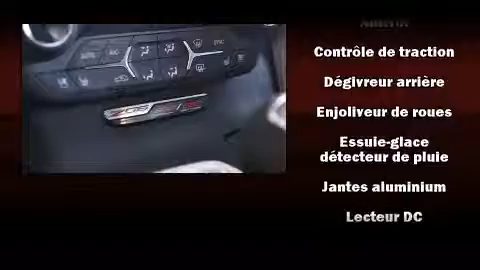 Contrôle de traction
Dégivreur arrière
Enjoliveur de roues
Essuie-glace
détecteur de pluie
Jantes aluminium
Lecteur DC